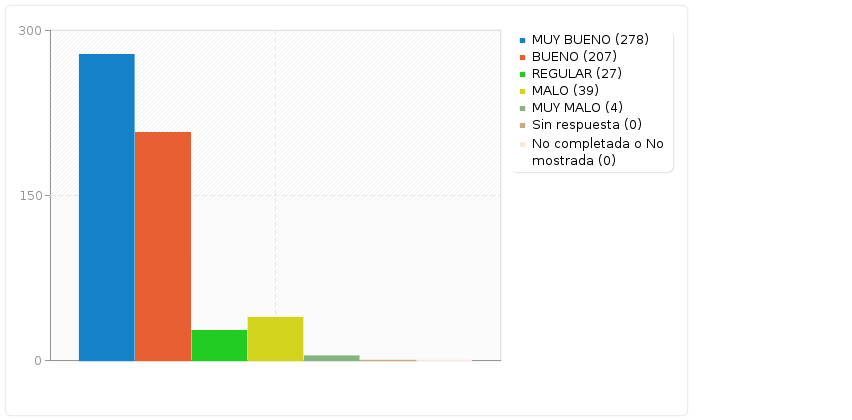 300
150
0
MUY BUENO (278)
BUENO (207)
REGULAR (27)
MALO (39)
MUY MALO (4)
Sin respuesta (0)
No completada o No
mostrada (0)